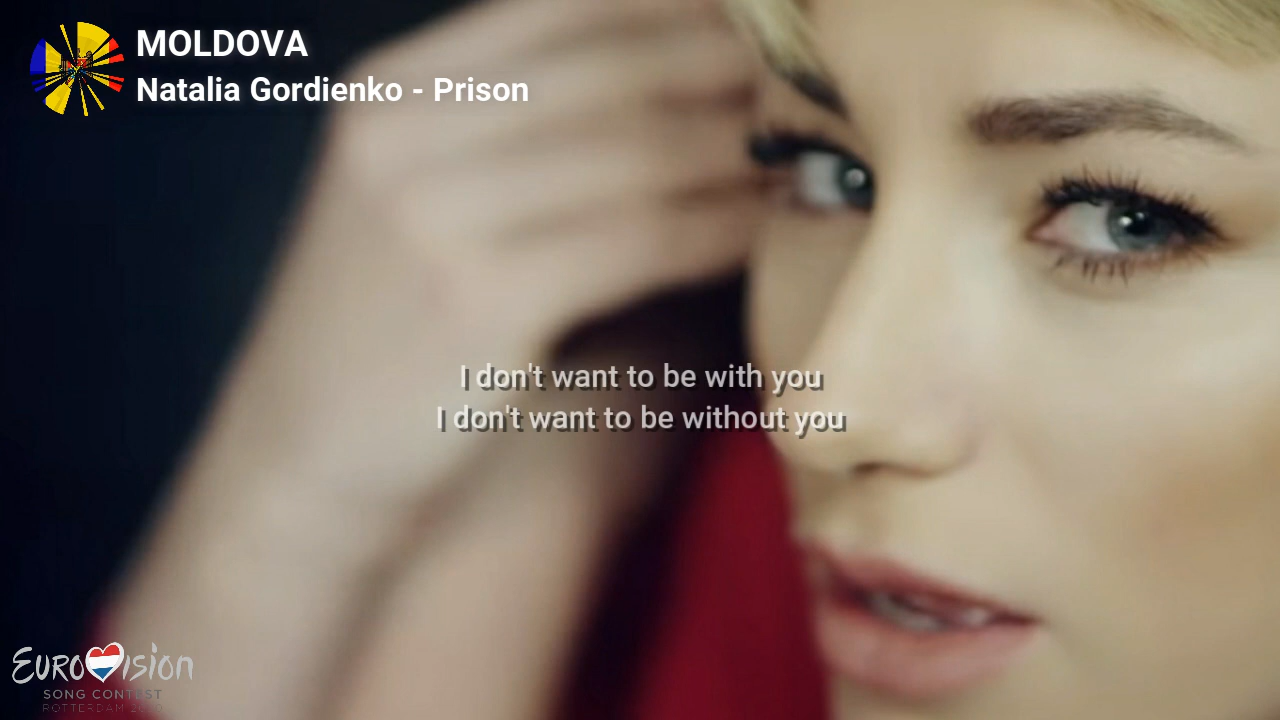 MOLDOVA
Natalia Gordienko - Prison
I don't want to be with you
I don't want to be without you
EUROVISION
SONG CONTEST
ROTTERDAM